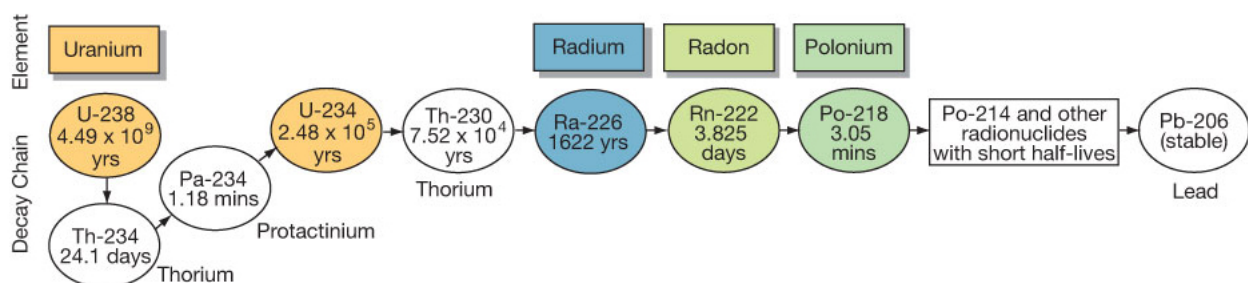 Element
Uranium
Radium
Radon
Polonium
Decay Chain
U-238
4.49 x 10⁹
yrs
Th-234
24.1 days
Thorium
Pa-234
1.18 mins
Protactinium
U-234
2.48 x 10⁵
yrs
Th-230
7.52 x 10⁴
yrs
Thorium
Ra-226
1622 yrs
Rn-222
3.825
days
Po-218
3.05
mins
Po-214 and other
radionuclides
with short half-lives
Pb-206
(stable)
Lead